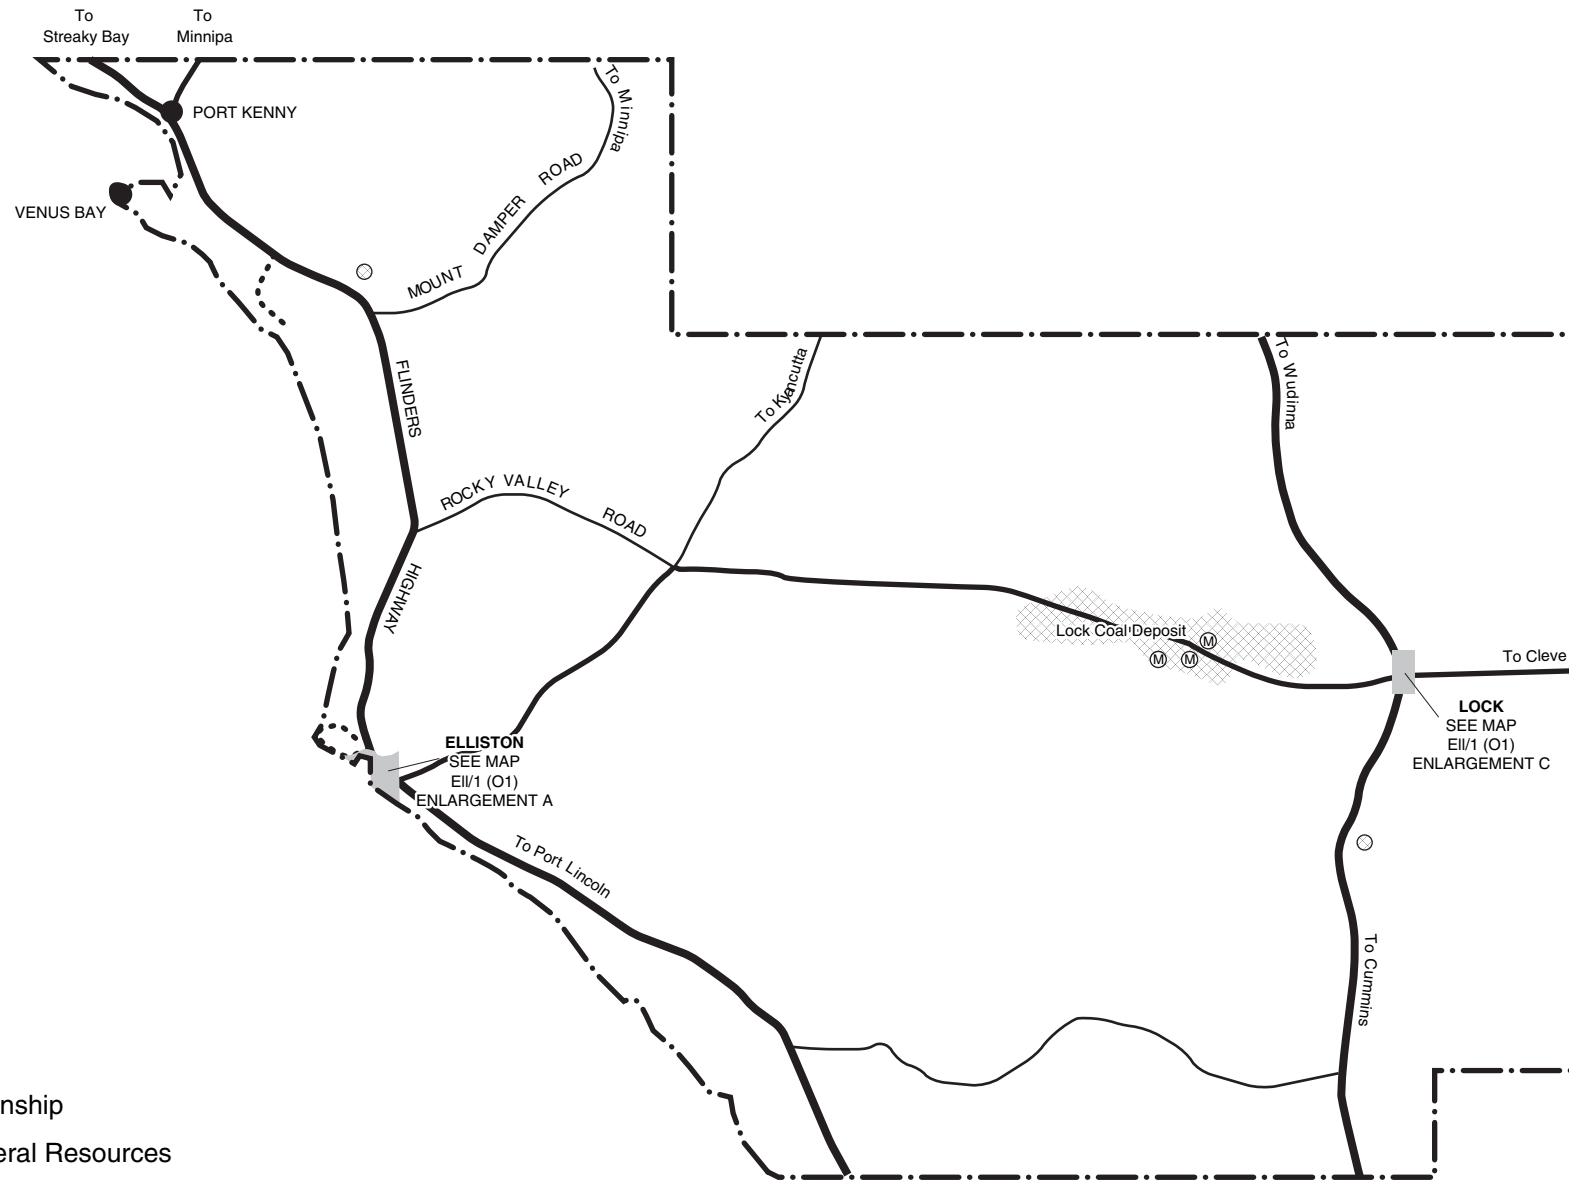 To
Streaky Bay
To
Minnipa
PORT KENNY
VENUS BAY
To Minnipa
MOUNT DAMPER ROAD
FLINDERS
HIGHWAY
To Kyancutta
To Wudinna
ROCKY VALLEY ROAD
Lock Coal Deposit
M
M
M
To Cleve
LOCK
SEE MAP
Ell/1 (O1)
ENLARGEMENT C
ELLISTON
SEE MAP
Ell/1 (O1)
ENLARGEMENT A
To Port Lincoln
To Cummins
nship
eral Resources